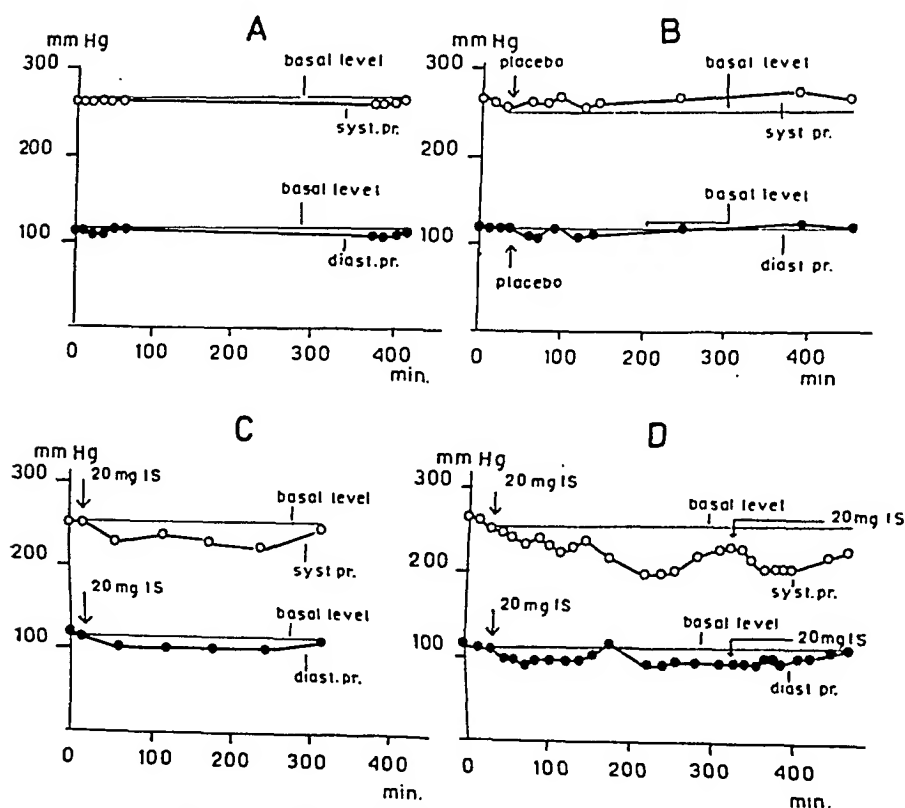 A
mm Hg
300
200
100
basal level
syst. pr.
basal level
diast. pr.
0 100 200 300 400
min.
B
mm Hg
300
200
100
placebo
basal level
syst pr.
basal level
placebo
diast pr.
0 100 200 300 400
min
C
mm Hg
300
200
100
20 mg IS
basal level
syst pr.
20 mg IS
basal level
diast. pr.
0 100 200 300 400
min.
D
mm Hg
300
200
100
20 mg IS
basal level
20 mg IS
syst. pr.
20 mg IS
basal level
20 mg IS
diast. pr.
0 100 200 300 400
min.